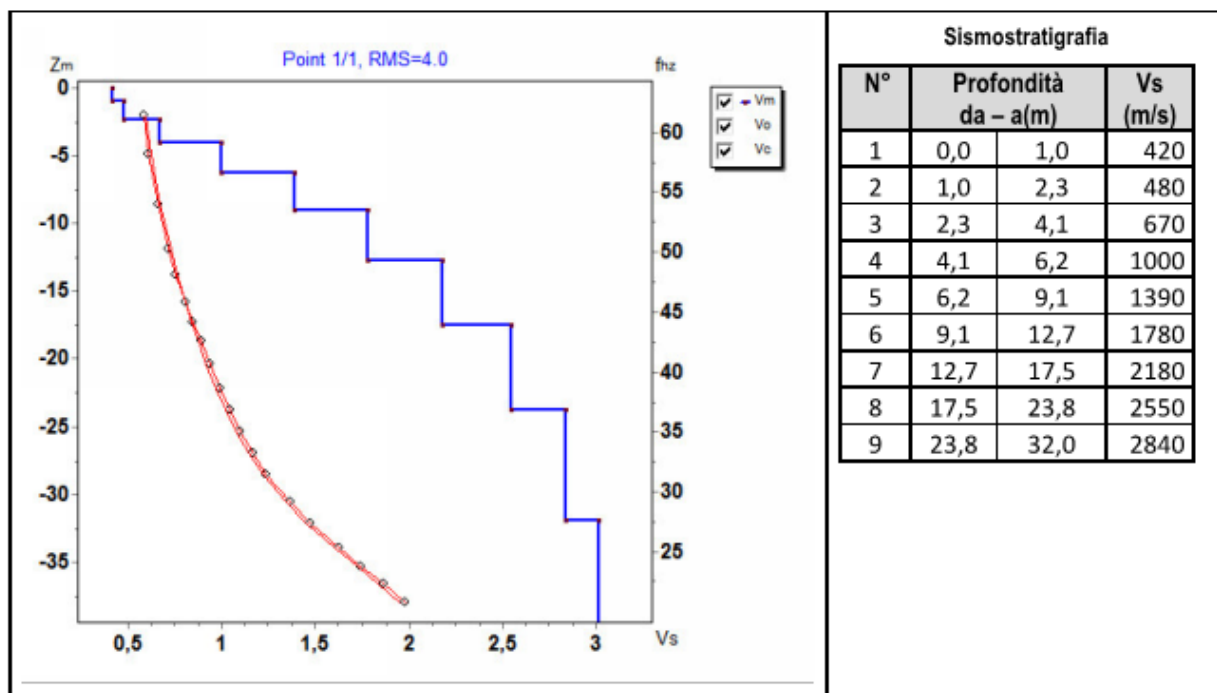 Point 1/1, RMS=4.0
Zm
fhz
0
-5
-10
-15
-20
-25
-30
-35
60
55
50
45
40
35
30
25
0,5 1 1,5 2 2,5 3 Vs
Vm
Vo
Vc
Sismostratigrafia
N° Profondità Vs
da – a(m) (m/s)
1 0,0 1,0 420
2 1,0 2,3 480
3 2,3 4,1 670
4 4,1 6,2 1000
5 6,2 9,1 1390
6 9,1 12,7 1780
7 12,7 17,5 2180
8 17,5 23,8 2550
9 23,8 32,0 2840